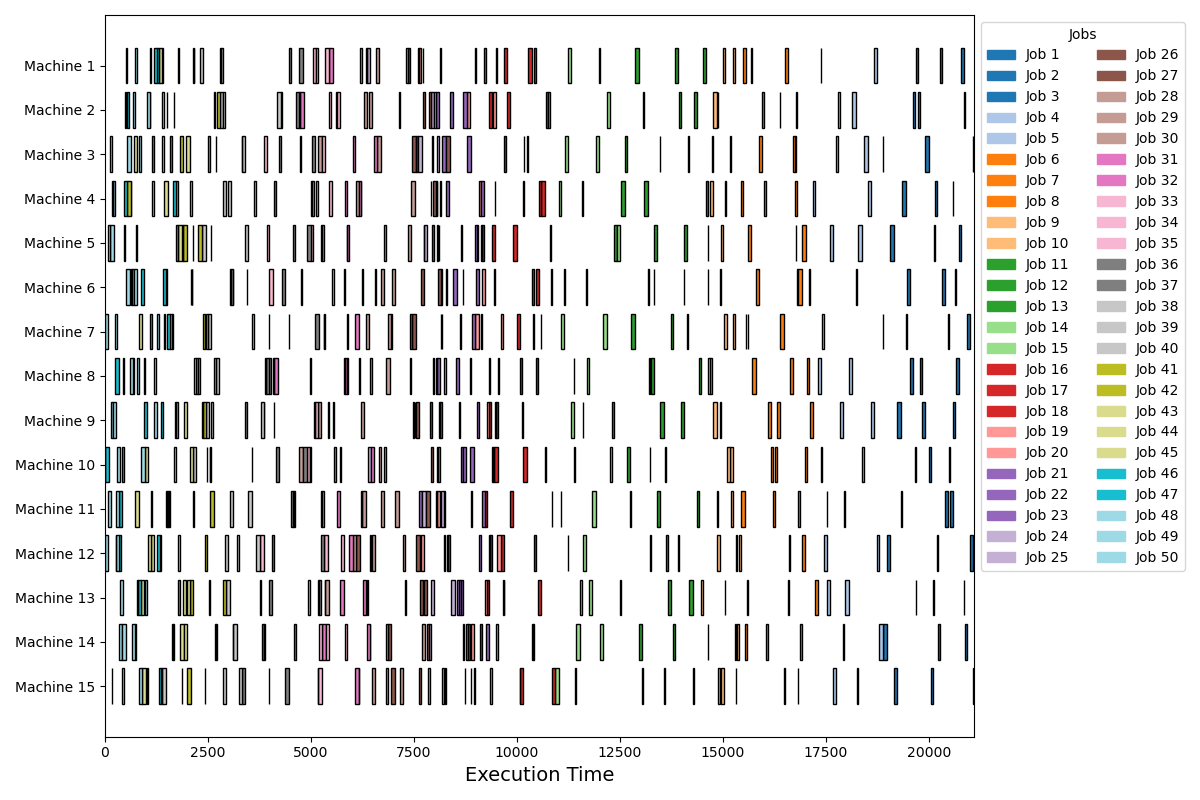 Machine 1
Machine 2
Machine 3
Machine 4
Machine 5
Machine 6
Machine 7
Machine 8
Machine 9
Machine 10
Machine 11
Machine 12
Machine 13
Machine 14
Machine 15
0 2500 5000 7500 10000 12500 15000 17500 20000
Execution Time
Jobs
Job 1 Job 26
Job 2 Job 27
Job 3 Job 28
Job 4 Job 29
Job 5 Job 30
Job 6 Job 31
Job 7 Job 32
Job 8 Job 33
Job 9 Job 34
Job 10 Job 35
Job 11 Job 36
Job 12 Job 37
Job 13 Job 38
Job 14 Job 39
Job 15 Job 40
Job 16 Job 41
Job 17 Job 42
Job 18 Job 43
Job 19 Job 44
Job 20 Job 45
Job 21 Job 46
Job 22 Job 47
Job 23 Job 48
Job 24 Job 49
Job 25 Job 50